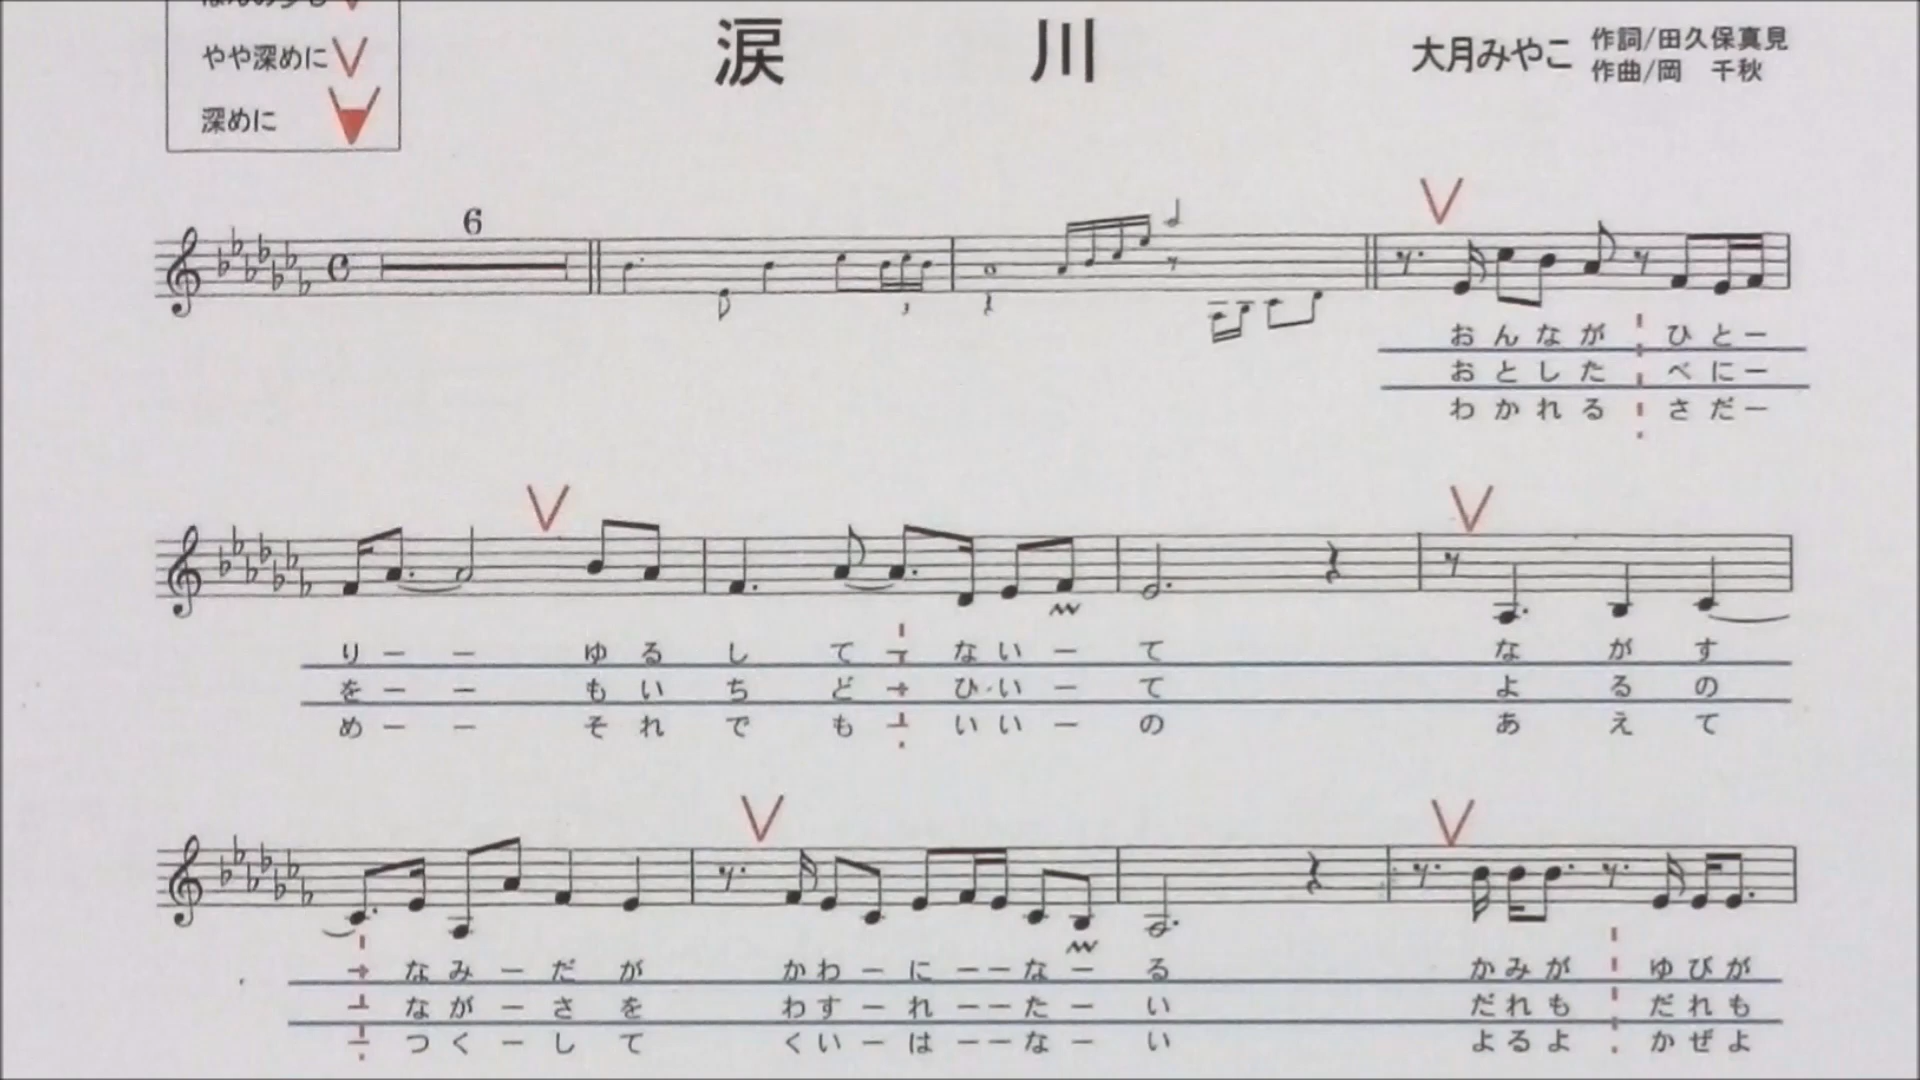 やや深めに
深めに
涙 川
大月みやこ
作詞/田久保真見
作曲/岡 千秋
6
3
おんなが ひとー
おとした べにー
わかれる さだー
りーー ゆるし てーないーて ながす
をーー もいち どーひいーて よるの
めーー それで もーいいーの あえて
ーなみーだが かわーにーーなーる かみが ゆびが
ーながーさを わすーれーーたーい だれも だれも
ーつくーして くいーはーーなーい よるよ かぜよ